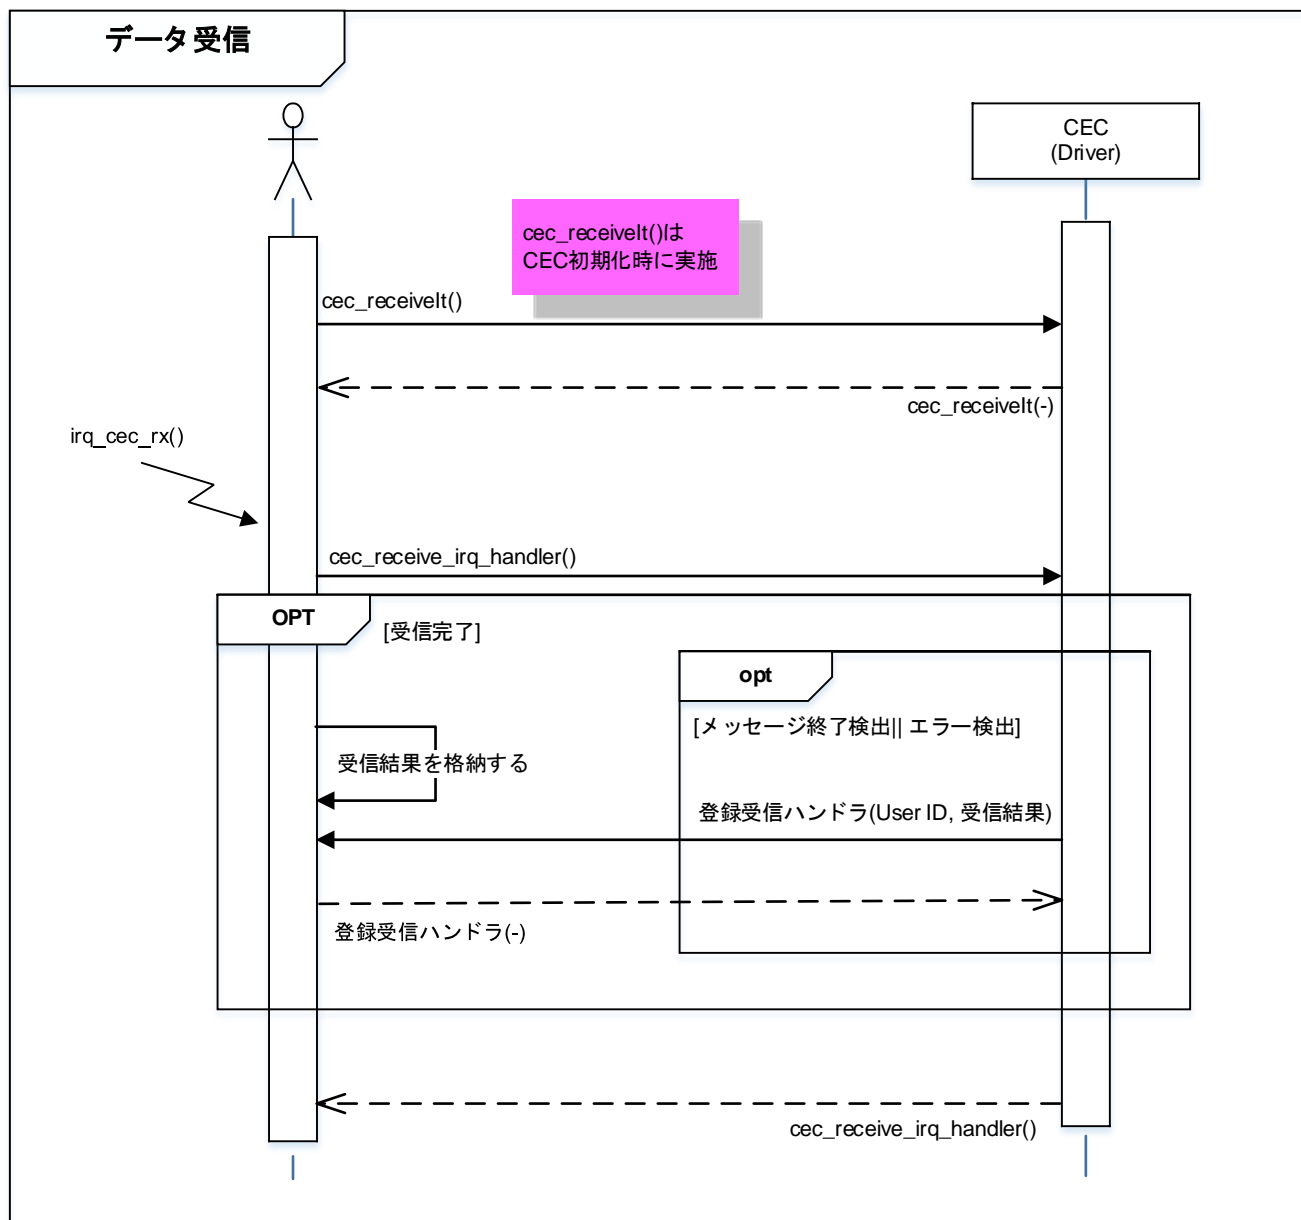 データ受信
CEC
(Driver)
cec_receiveIt()は
CEC初期化時に実施
cec_receiveIt()
cec_receiveIt(-)
irq_cec_rx()
cec_receive_irq_handler()
OPT
[受信完了]
opt
[メッセージ終了検出|| エラー検出]
受信結果を格納する
登録受信ハンドラ(User ID, 受信結果)
登録受信ハンドラ(-)
cec_receive_irq_handler()